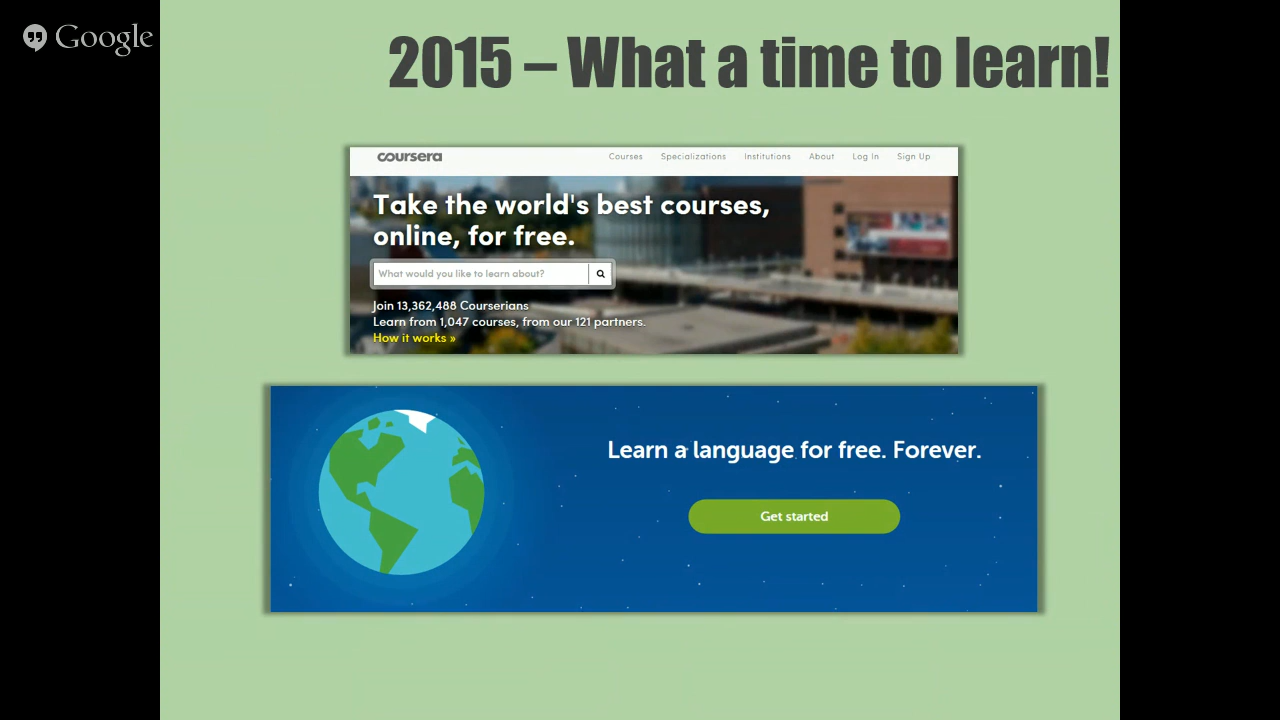 Google
2015 – What a time to learn!
coursera
Courses Specializations Institutions About Log In Sign Up
Take the world's best courses,
online, for free.
What would you like to learn about?
Join 13,362,488 Courserians
Learn from 1,047 courses, from our 121 partners.
How it works »
Learn a language for free. Forever.
Get started